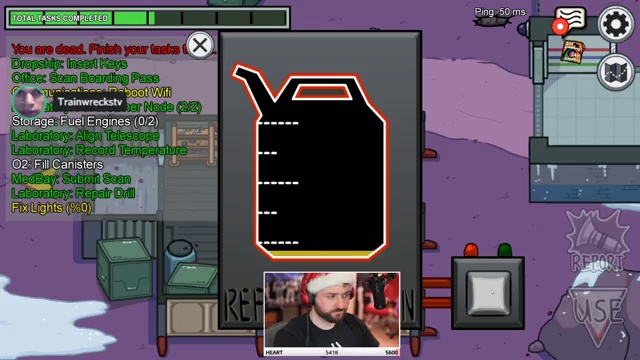 TOTAL TASKS COMPLETED
Ping: 50 ms
You are dead. Finish your tasks t
Dropship: Insert Keys
Office: Scan Boarding Pass
Reboot Wifi
Trainwreckstv
Node (2/2)
Storage: Fuel Engines (0/2)
Laboratory: Align Telescope
Laboratory: Record Temperature
O2: Fill Canisters
MedBay: Submit Scan
Laboratory: Repair Drill
Fix Lights (%0)
REPORT
USE
HEART 5418 5600